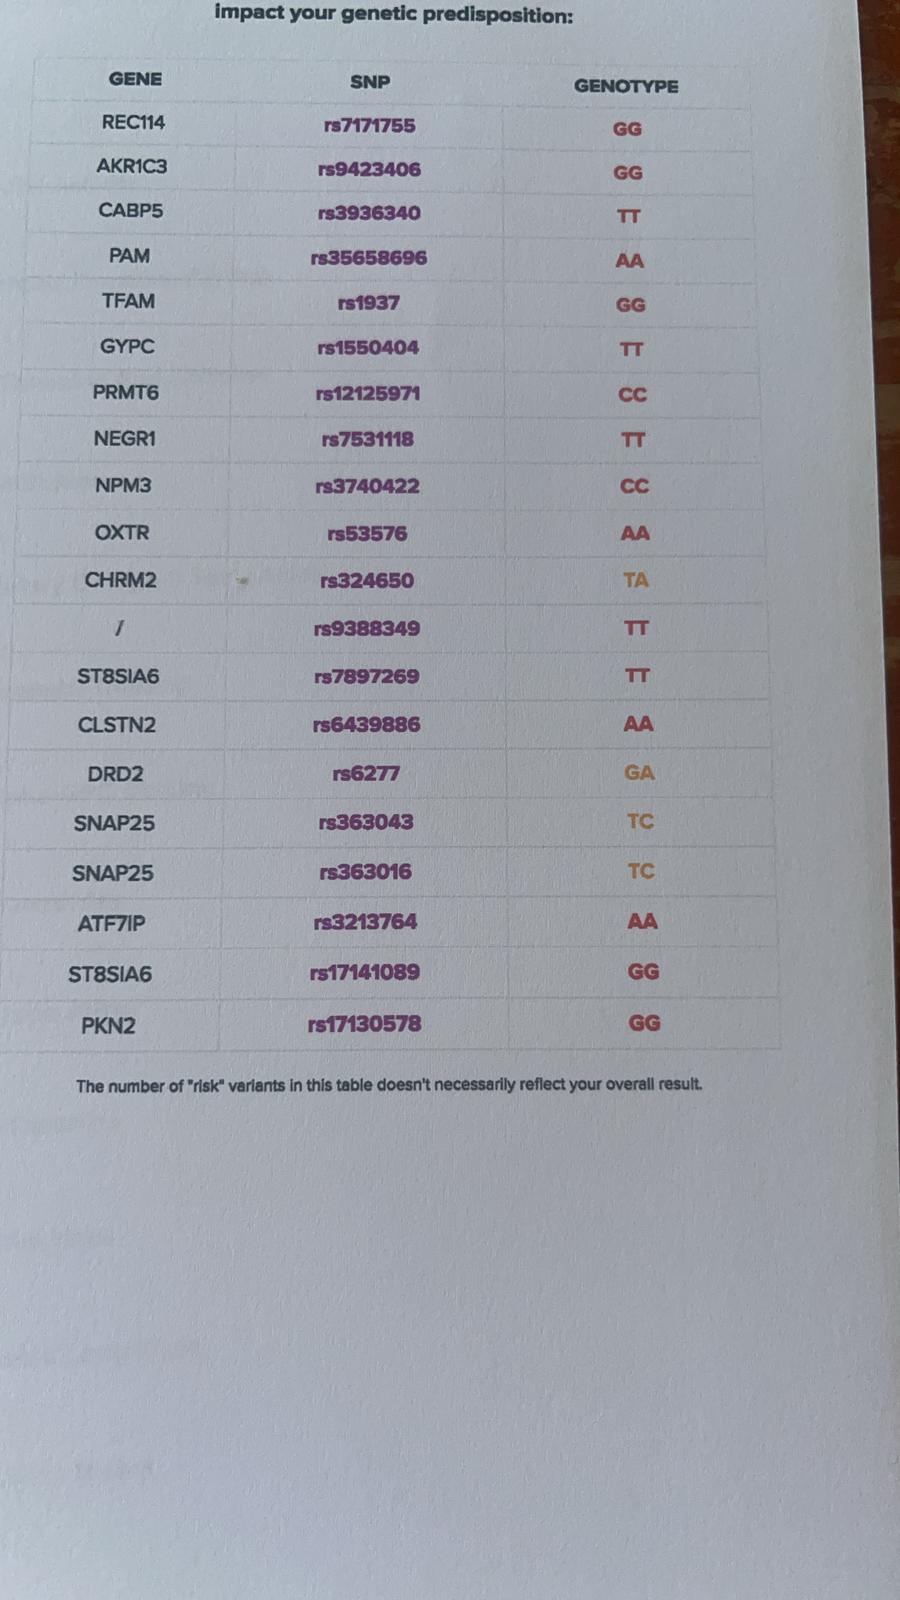 impact your genetic predisposition:
GENE SNP GENOTYPE
REC114 rs7171755 GG
AKR1C3 rs9423406 GG
CABP5 rs3936340 TT
PAM rs35658696 AA
TFAM rs1937 GG
GYPC rs1550404 TT
PRMT6 rs12125971 CC
NEGR1 rs7531118 TT
NPM3 rs3740422 CC
OXTR rs53576 AA
CHRM2 rs324650 TA
/ rs9388349 TT
ST8SIA6 rs7897269 TT
CLSTN2 rs6439886 AA
DRD2 rs6277 GA
SNAP25 rs363043 TC
SNAP25 rs363016 TC
ATF7IP rs3213764 AA
ST8SIA6 rs17141089 GG
PKN2 rs17130578 GG
The number of "risk" variants in this table doesn't necessarily reflect your overall result.